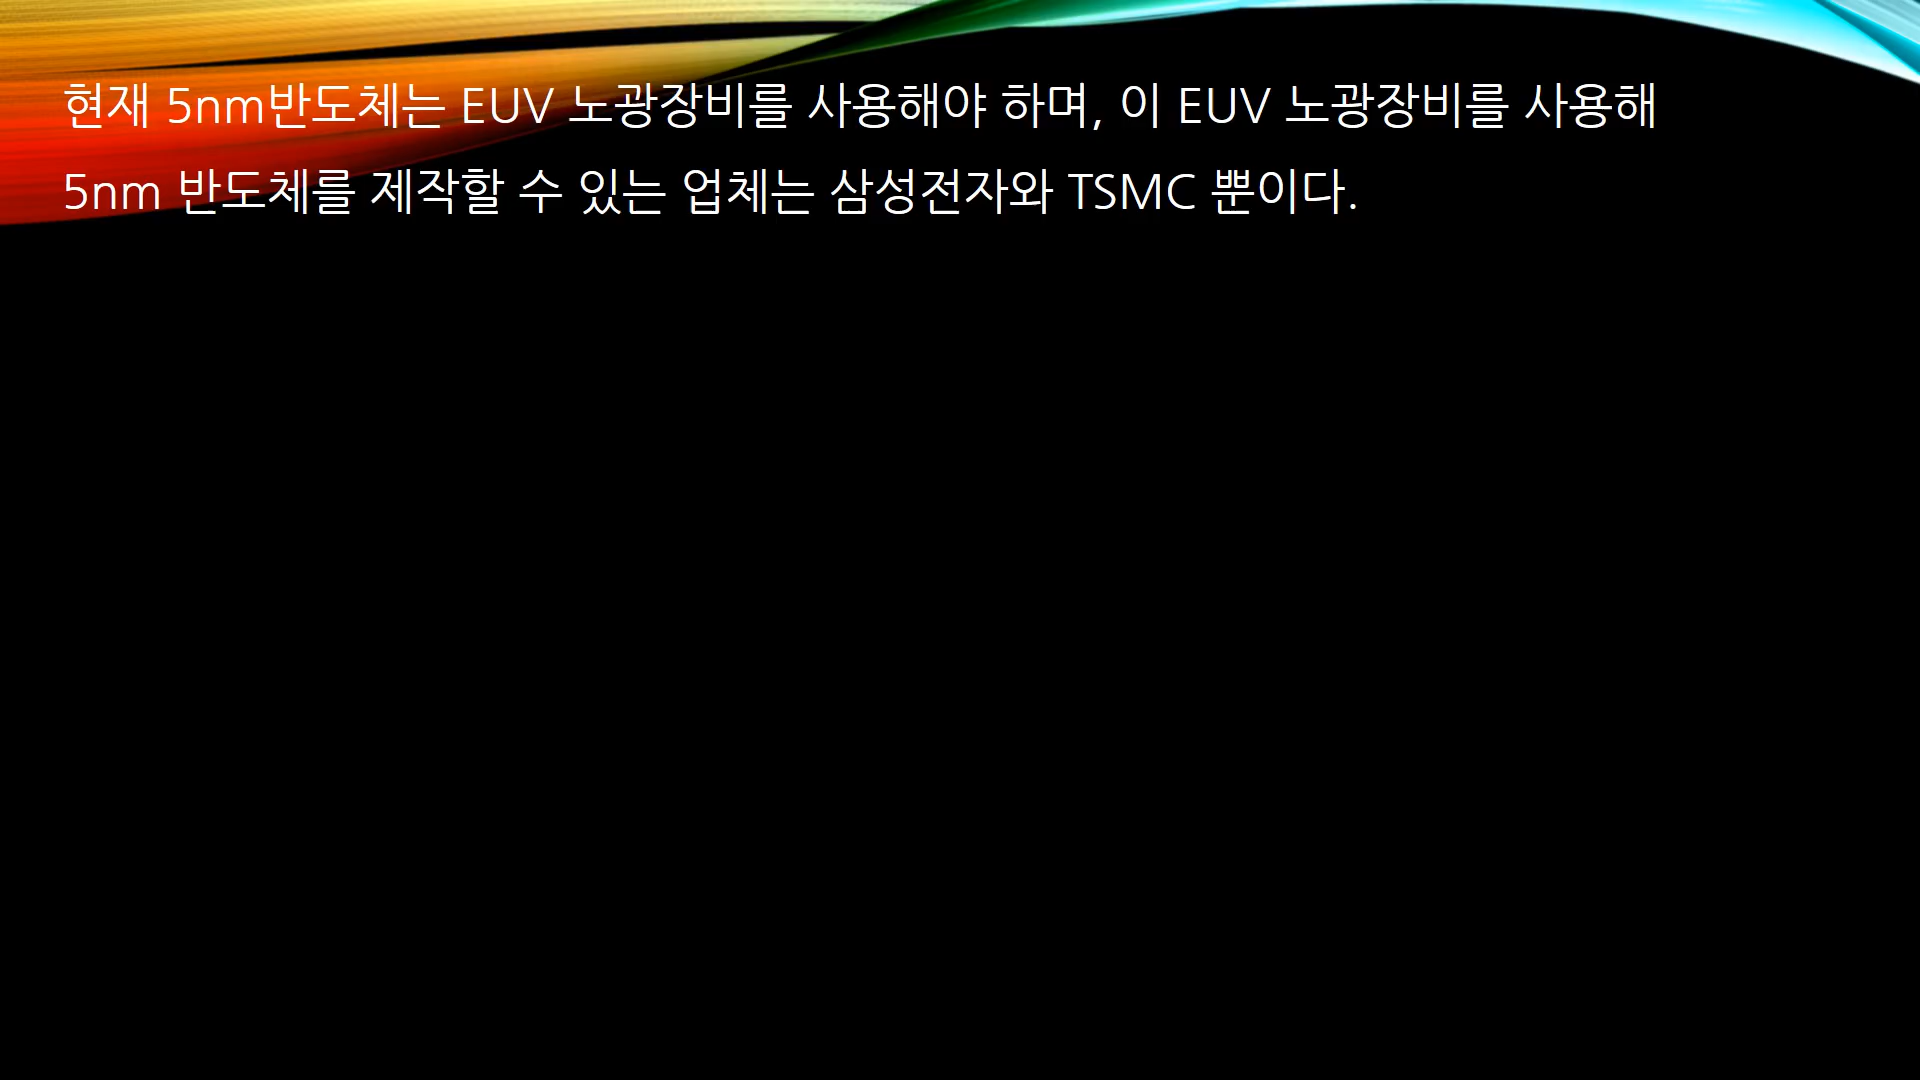 현재 5nm반도체는 EUV 노광장비를 사용해야 하며, 이 EUV 노광장비를 사용해
5nm 반도체를 제작할 수 있는 업체는 삼성전자와 TSMC 뿐이다.